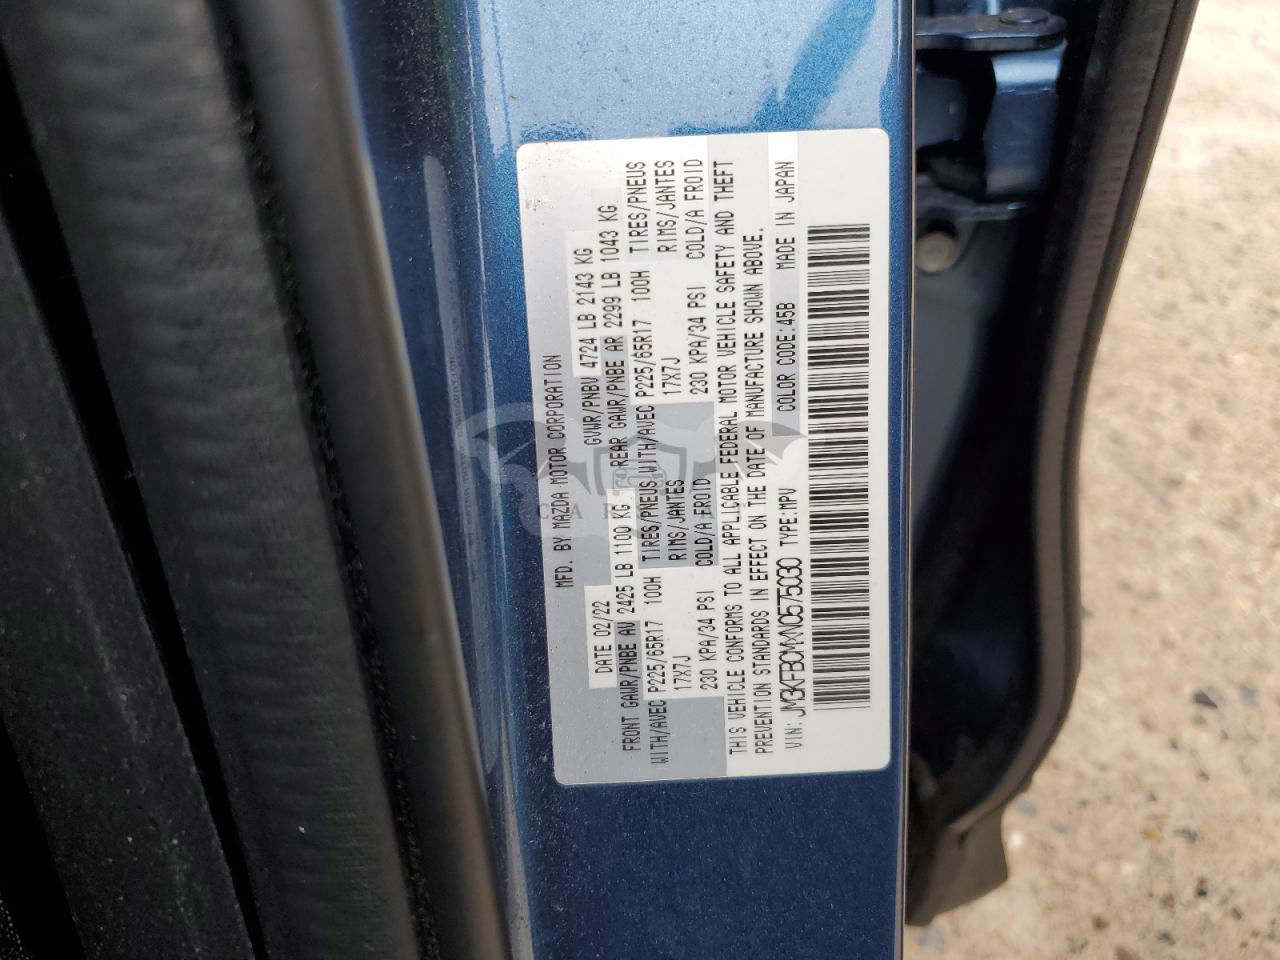 MFD. BY MAZDA MOTOR CORPORATION
DATE 02/22 GVWR/PNBV 4724 LB 2143 KG
FRONT GAWR/PNBE AV 2425 LB 1100 KG REAR GAWR/PNBE AR 2299 LB 1043 KG
WITH/AVEC P225/65R17 100H TIRES/PNEUS WITH/AVEC P225/65R17 100H TIRES/PNEUS
17X7J RIMS/JANTES 17X7J RIMS/JANTES
230 KPA/34 PSI COLD/A FROID 230 KPA/34 PSI COLD/A FROID
THIS VEHICLE CONFORMS TO ALL APPLICABLE FEDERAL MOTOR VEHICLE SAFETY AND THEFT
PREVENTION STANDARDS IN EFFECT ON THE DATE OF MANUFACTURE SHOWN ABOVE.
VIN: TYPE:MPV COLOR CODE:45B MADE IN JAPAN